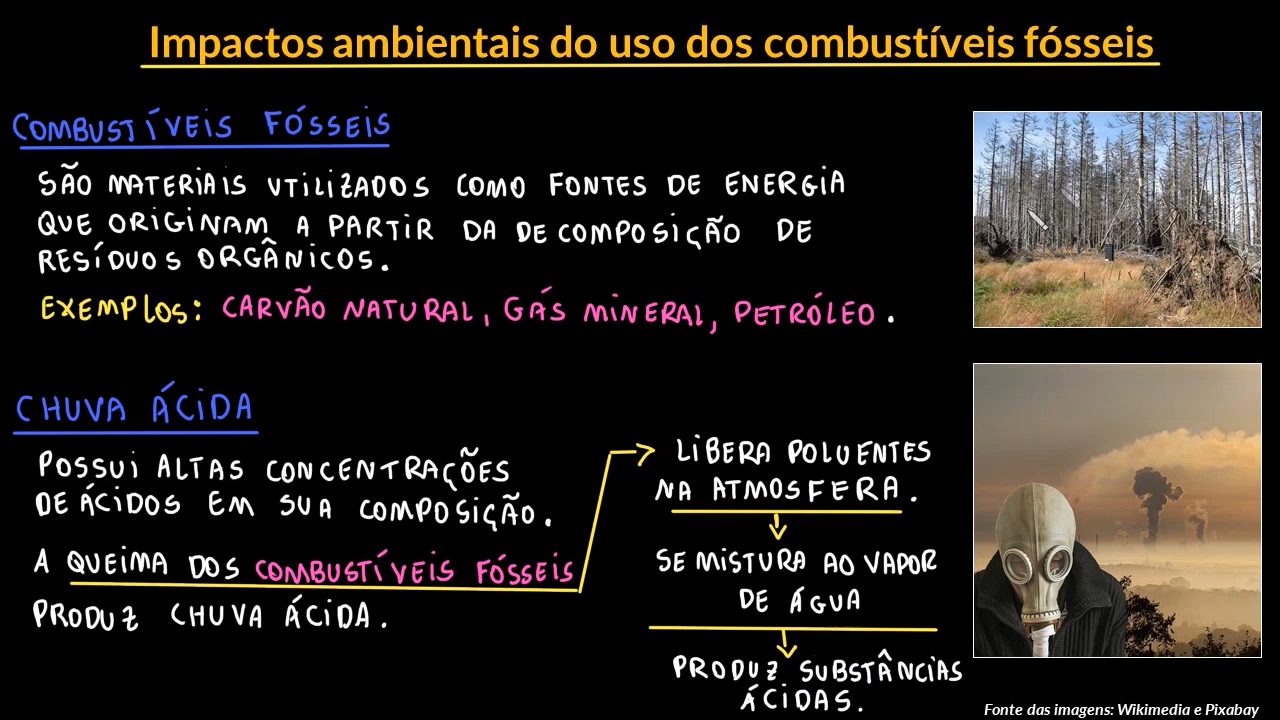 Impactos ambientais do uso dos combustíveis fósseis
COMBUSTÍVEIS FÓSSEIS
SÃO MATERIAIS UTILIZADOS COMO FONTES DE ENERGIA
QUE ORIGINAM A PARTIR DA DECOMPOSIÇÃO DE
RESÍDUOS ORGÂNICOS.
EXEMPLOS: CARVÃO NATURAL, GÁS MINERAL, PETRÓLEO.
CHUVA ÁCIDA
POSSUI ALTAS CONCENTRAÇÕES
DE ÁCIDOS EM SUA COMPOSIÇÃO.
A QUEIMA DOS COMBUSTÍVEIS FÓSSEIS
PRODUZ CHUVA ÁCIDA.
LIBERA POLUENTES
NA ATMOSFERA.
SE MISTURA AO VAPOR
DE ÁGUA
PRODUZ SUBSTÂNCIAS
ÁCIDAS.
Fonte das imagens: Wikimedia e Pixabay